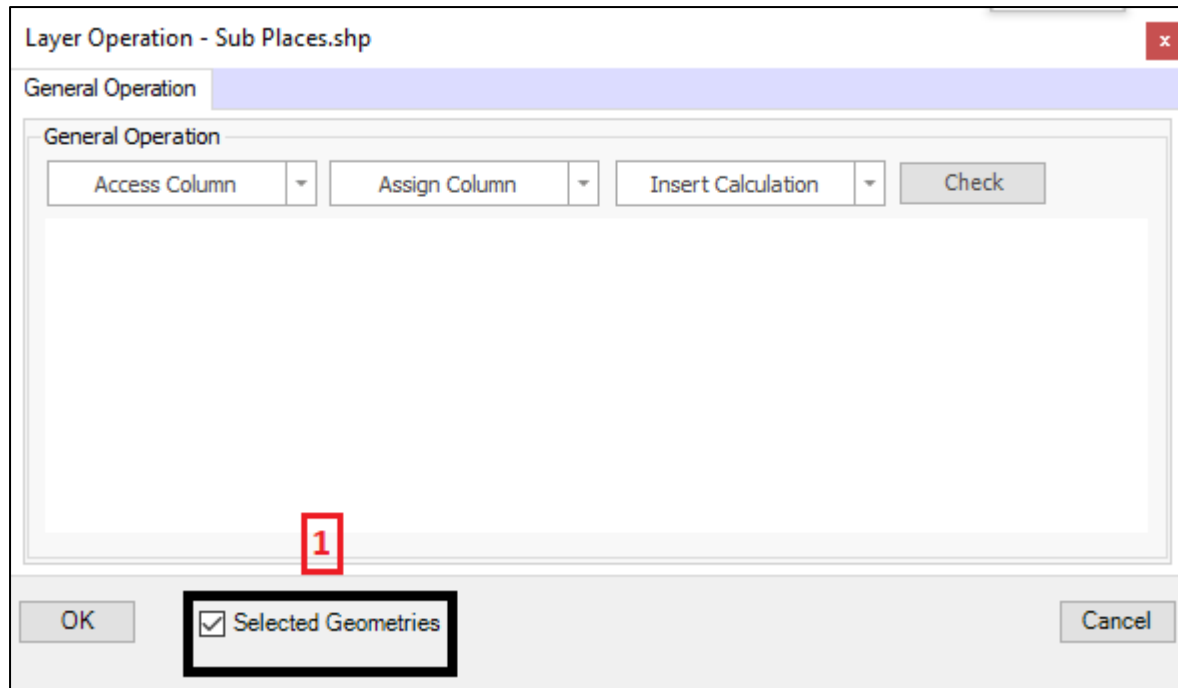 Layer Operation - Sub Places.shp
x
General Operation
General Operation
Access Column
Assign Column
Insert Calculation
Check
1
OK
Selected Geometries
Cancel